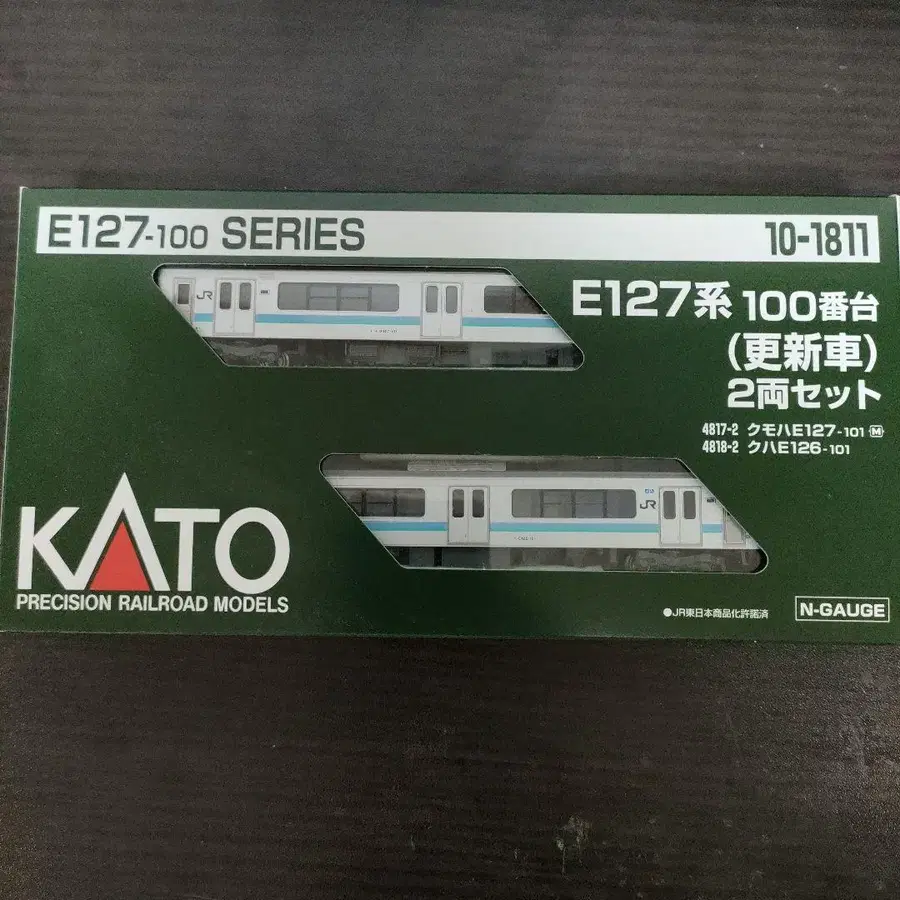 E127-100 SERIES
10-1811
JR
E127系 100番台
(更新車)
2両セット
4817-2 クモハE127-101 M
4818-2 クハE126-101
JR
KATO
PRECISION RAILROAD MODELS
●JR東日本商品化許諾済
N-GAUGE